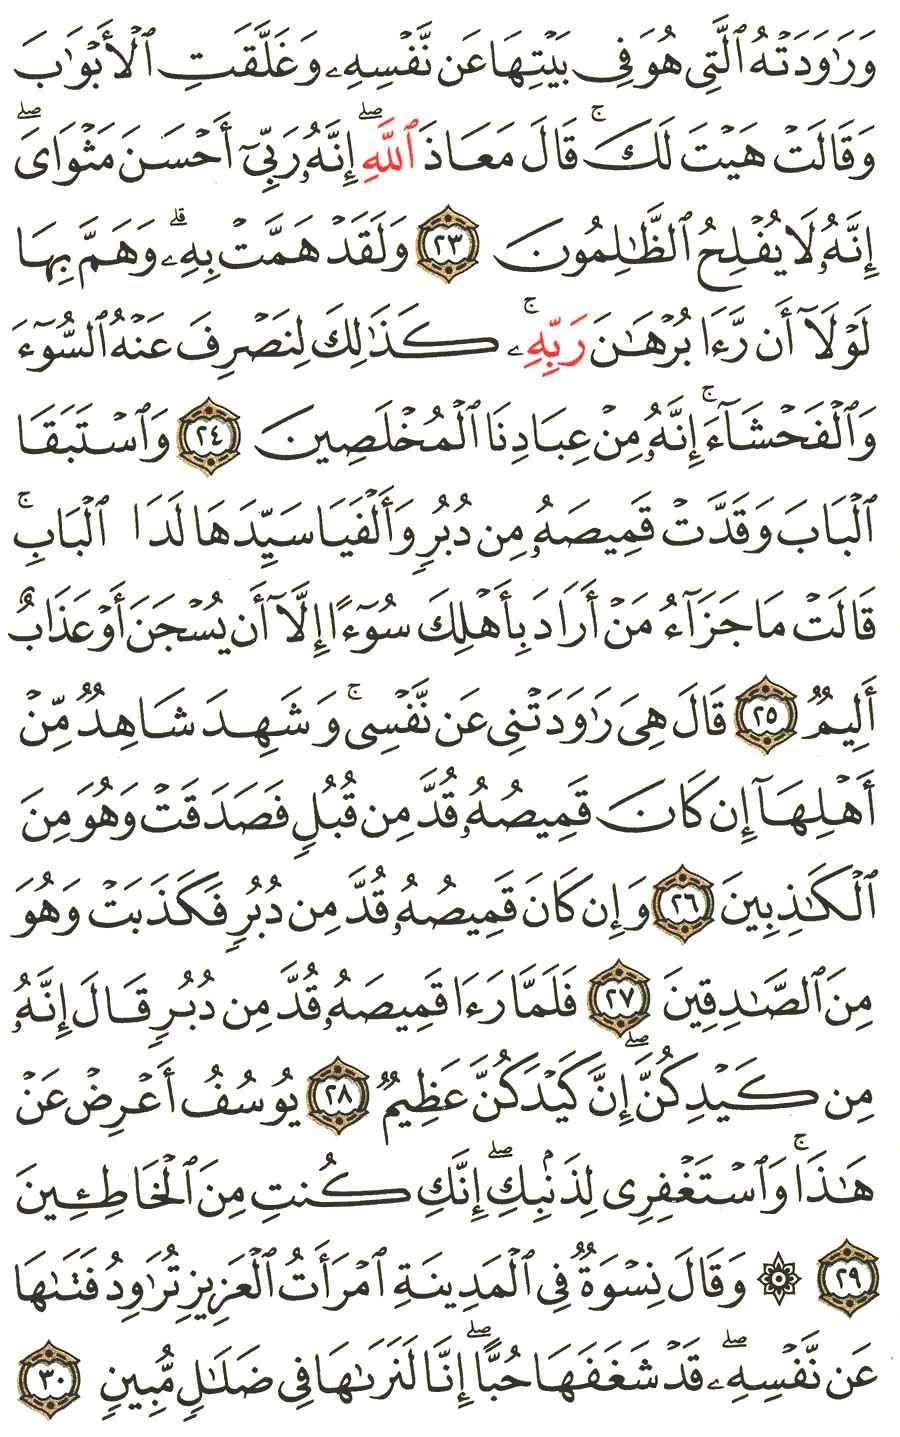 وَرَٰوَدَتۡهُ ٱلَّتِي هُوَ فِي بَيۡتِهَا عَن نَّفۡسِهِۦ وَغَلَّقَتِ ٱلۡأَبۡوَٰبَ
وَقَالَتۡ هَيۡتَ لَكَۚ قَالَ مَعَاذَ ٱللَّهِۖ إِنَّهُۥ رَبِّيٓ أَحۡسَنَ مَثۡوَايَۖ
إِنَّهُۥ لَا يُفۡلِحُ ٱلظَّٰلِمُونَ ٢٣ وَلَقَدۡ هَمَّتۡ بِهِۦۖ وَهَمَّ بِهَا
لَوۡلَآ أَن رَّءَا بُرۡهَٰنَ رَبِّهِۦۚ كَذَٰلِكَ لِنَصۡرِفَ عَنۡهُ ٱلسُّوٓءَ
وَٱلۡفَحۡشَآءَۚ إِنَّهُۥ مِنۡ عِبَادِنَا ٱلۡمُخۡلَصِينَ ٢٤ وَٱسۡتَبَقَا
ٱلۡبَابَ وَقَدَّتۡ قَمِيصَهُۥ مِن دُبُرٖ وَأَلۡفَيَا سَيِّدَهَا لَدَا ٱلۡبَابِۚ
قَالَتۡ مَا جَزَآءُ مَنۡ أَرَادَ بِأَهۡلِكَ سُوٓءًا إِلَّآ أَن يُسۡجَنَ أَوۡ عَذَابٌ
أَلِيمٞ ٢٥ قَالَ هِيَ رَٰوَدَتۡنِي عَن نَّفۡسِيۚ وَشَهِدَ شَاهِدٞ مِّنۡ
أَهۡلِهَآ إِن كَانَ قَمِيصُهُۥ قُدَّ مِن قُبُلٖ فَصَدَقَتۡ وَهُوَ مِنَ
ٱلۡكَٰذِبِينَ ٢٦ وَإِن كَانَ قَمِيصُهُۥ قُدَّ مِن دُبُرٖ فَكَذَبَتۡ وَهُوَ
مِنَ ٱلصَّٰدِقِينَ ٢٧ فَلَمَّا رَءَا قَمِيصَهُۥ قُدَّ مِن دُبُرٖ قَالَ إِنَّهُۥ
مِن كَيۡدِكُنَّۖ إِنَّ كَيۡدَكُنَّ عَظِيمٞ ٢٨ يُوسُفُ أَعۡرِضۡ عَنۡ
هَٰذَاۚ وَٱسۡتَغۡفِرِي لِذَنۢبِكِۖ إِنَّكِ كُنتِ مِنَ ٱلۡخَاطِـِٔينَ
٢٩ ۞ وَقَالَ نِسۡوَةٞ فِي ٱلۡمَدِينَةِ ٱمۡرَأَتُ ٱلۡعَزِيزِ تُرَٰوِدُ فَتَىٰهَا
عَن نَّفۡسِهِۦۖ قَدۡ شَغَفَهَا حُبًّاۖ إِنَّا لَنَرَىٰهَا فِي ضَلَٰلٖ مُّبِينٖ ٣٠